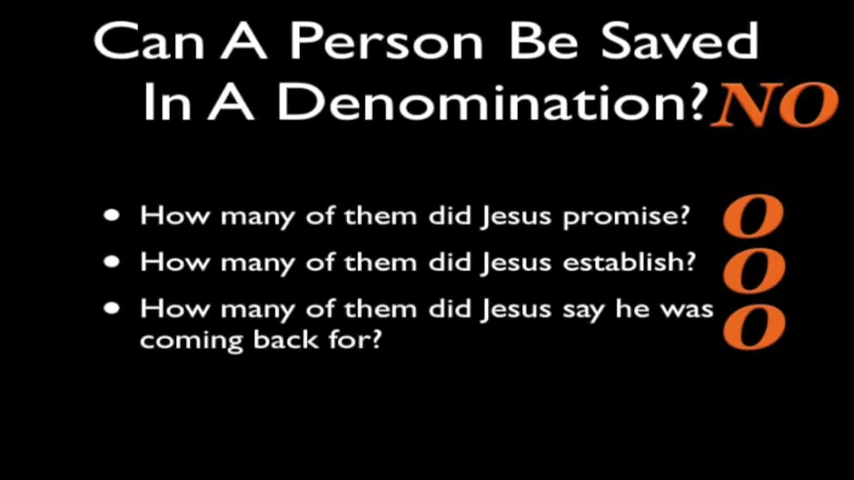 Can A Person Be Saved
In A Denomination? NO
• How many of them did Jesus promise? 0
• How many of them did Jesus establish? 0
• How many of them did Jesus say he was 0
coming back for?